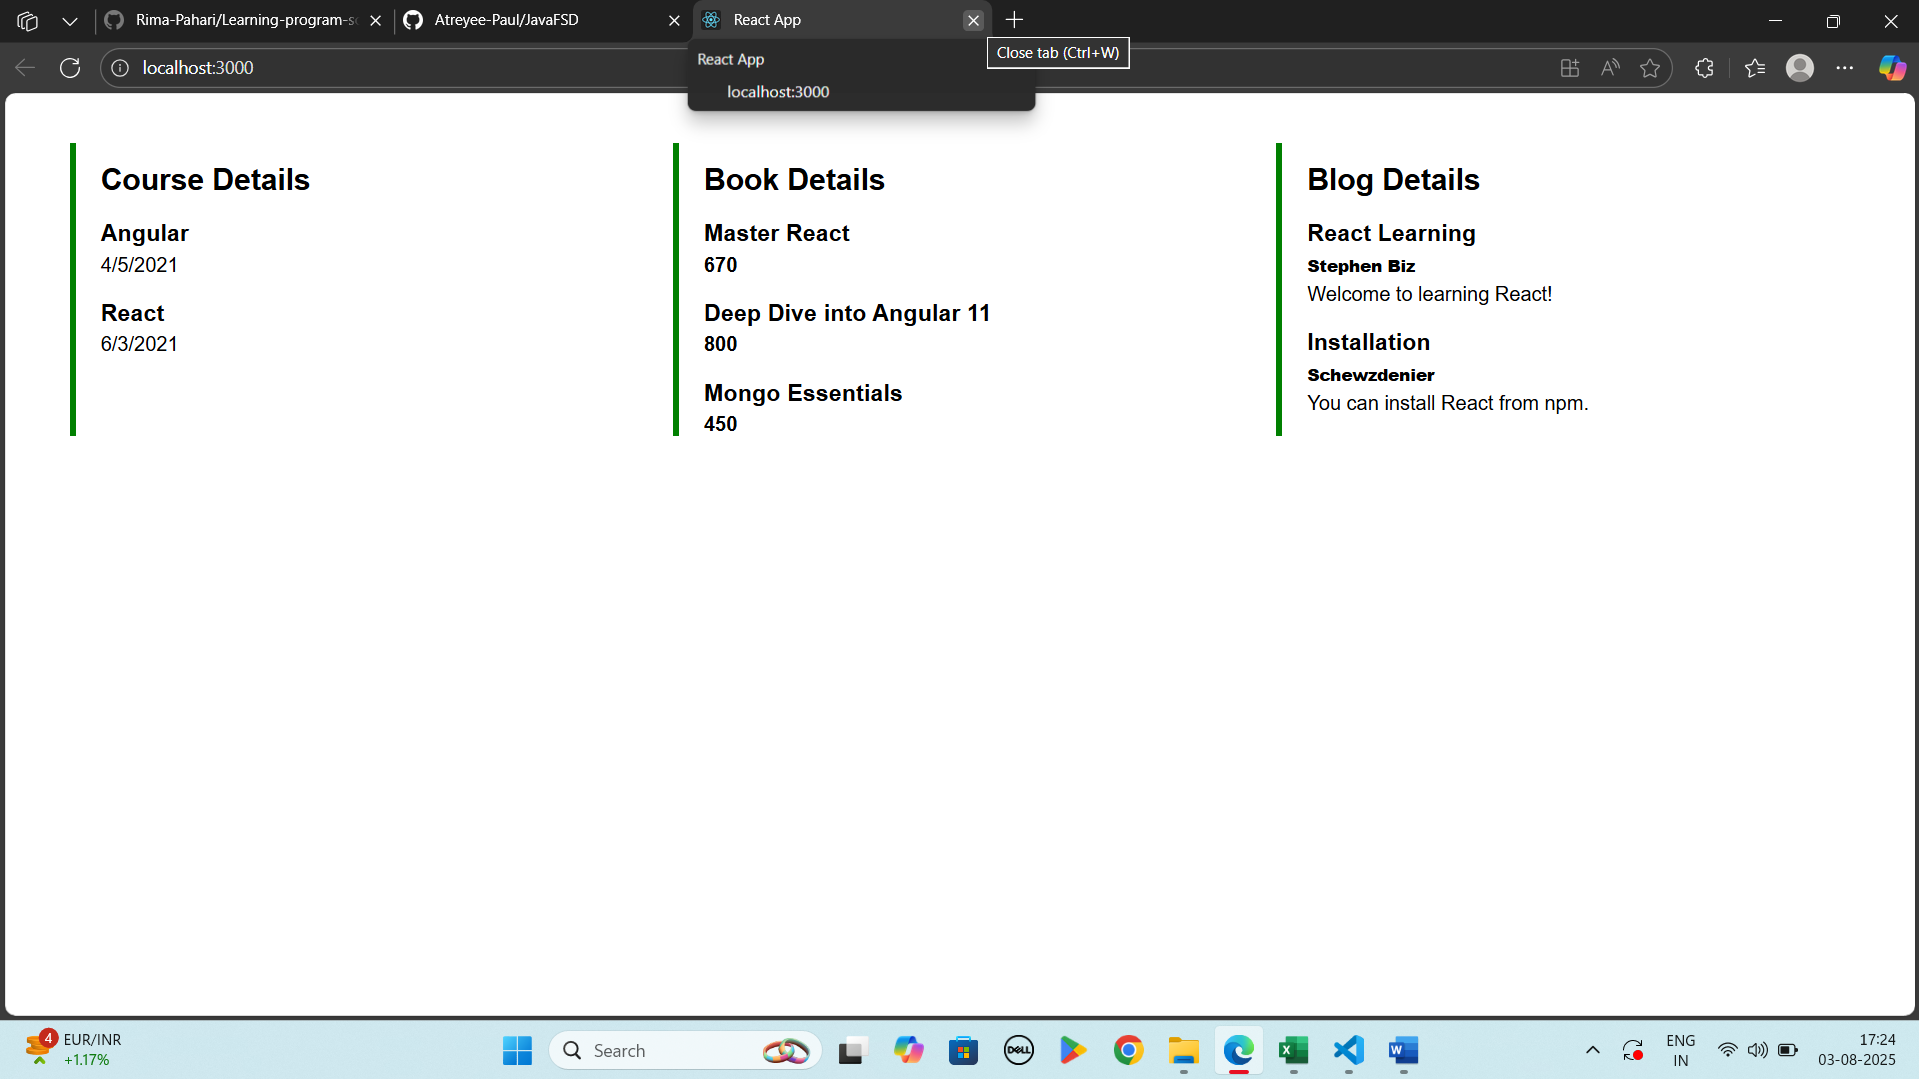 Rima-Pahari/Learning-program-s
Atreyee-Paul/JavaFSD
React App
Close tab (Ctrl+W)
localhost:3000
React App
localhost:3000
Course Details
Angular
4/5/2021
React
6/3/2021
Book Details
Master React
670
Deep Dive into Angular 11
800
Mongo Essentials
450
Blog Details
React Learning
Stephen Biz
Welcome to learning React!
Installation
Schewzdenier
You can install React from npm.
4
EUR/INR
+1.17%
Search
DELL
ENG
IN
17:24
03-08-2025